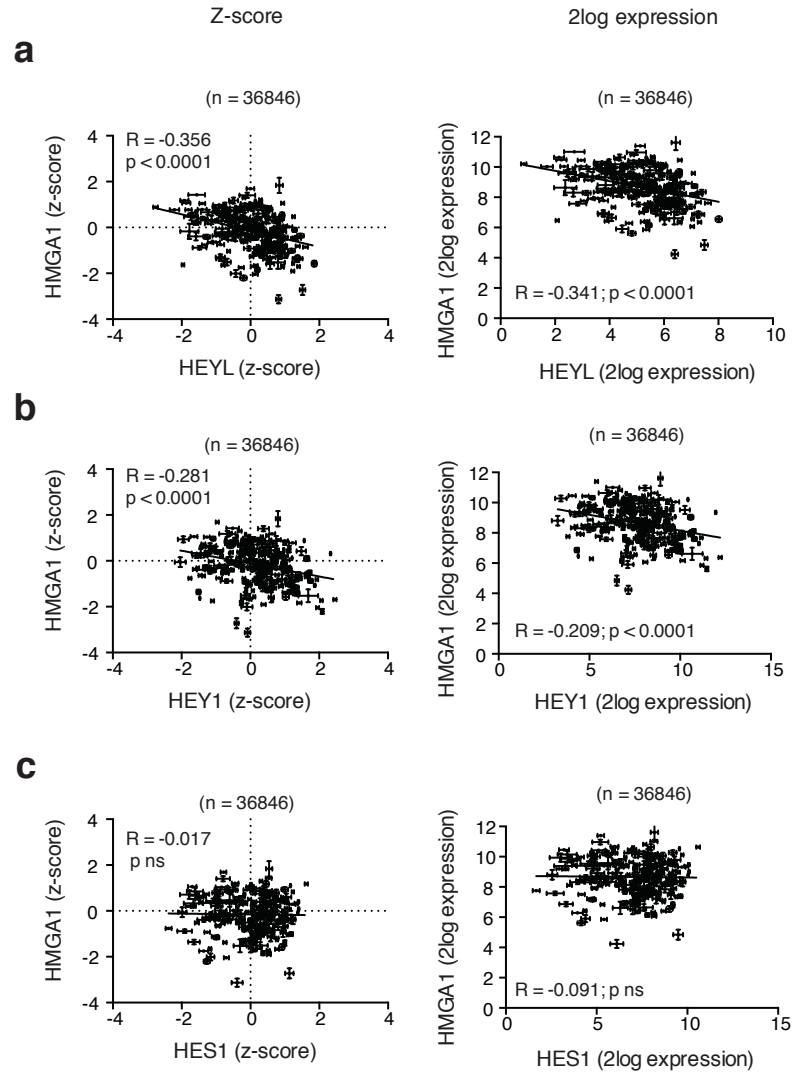 Z-score
2log expression
a
(n = 36846)
HMGA1 (z-score)
4
2
0
-2
-4
R = -0.356
p < 0.0001
-4
-2
0
2
4
HEYL (z-score)
(n = 36846)
HMGA1 (2log expression)
12
10
8
6
4
2
0
R = -0.341; p < 0.0001
0
2
4
6
8
10
HEYL (2log expression)
b
(n = 36846)
HMGA1 (z-score)
4
2
0
-2
-4
R = -0.281
p < 0.0001
-4
-2
0
2
4
HEY1 (z-score)
(n = 36846)
HMGA1 (2log expression)
12
10
8
6
4
2
0
R = -0.209; p < 0.0001
0
5
10
15
HEY1 (2log expression)
c
(n = 36846)
HMGA1 (z-score)
4
2
0
-2
-4
R = -0.017
p ns
-4
-2
0
2
4
HES1 (z-score)
(n = 36846)
HMGA1 (2log expression)
12
10
8
6
4
2
0
R = -0.091; p ns
0
5
10
15
HES1 (2log expression)